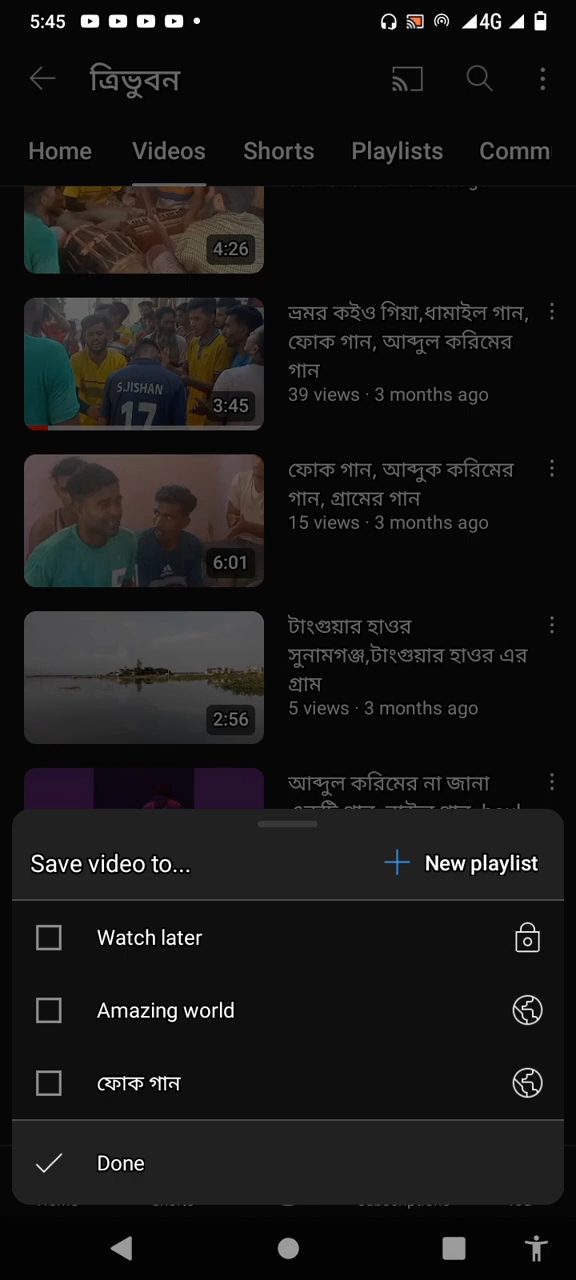 5:45
4G
ত্রিভুবন
Home Videos Shorts Playlists Comm
4:26
ভ্রমর কইও গিয়া,ধামাইল গান,
ফোক গান, আব্দুল করিমের
গান
39 views · 3 months ago
S.JISHAN
17
3:45
ফোক গান, আব্দুক করিমের
গান, গ্রামের গান
15 views · 3 months ago
6:01
টাংগুয়ার হাওর
সুনামগঞ্জ,টাংগুয়ার হাওর এর
গ্রাম
5 views · 3 months ago
2:56
আব্দুল করিমের না জানা
Save video to... New playlist
Watch later
Amazing world
ফোক গান
Done